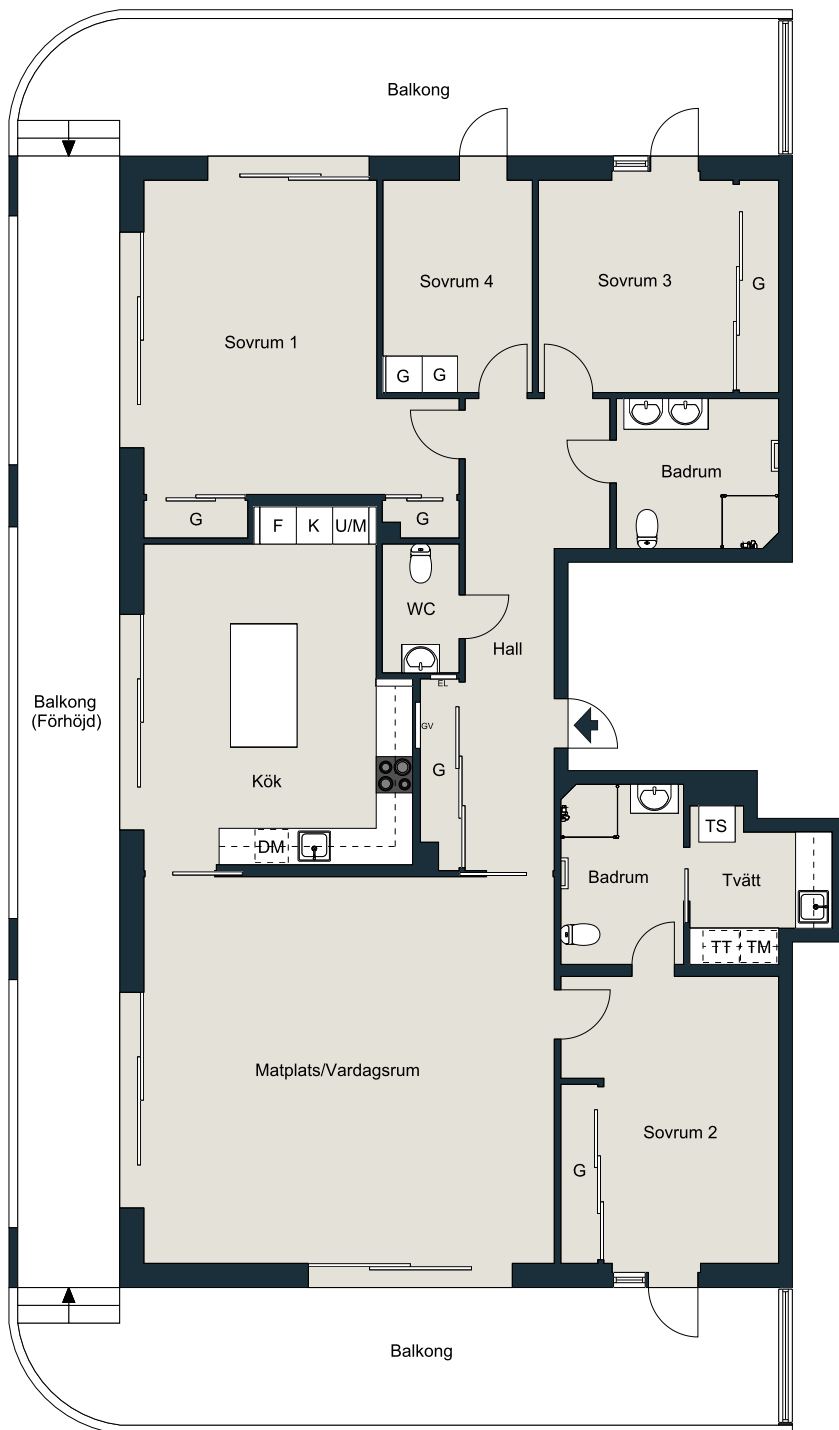 Balkong
Sovrum 4
Sovrum 3
G
Sovrum 1
G
G
Badrum
G
F
K
U/M
G
WC
Hall
EL
GV
Balkong
(Förhöjd)
G
Kök
DM
TS
Badrum
Tvätt
TT
TM
Matplats/Vardagsrum
Sovrum 2
G
Balkong